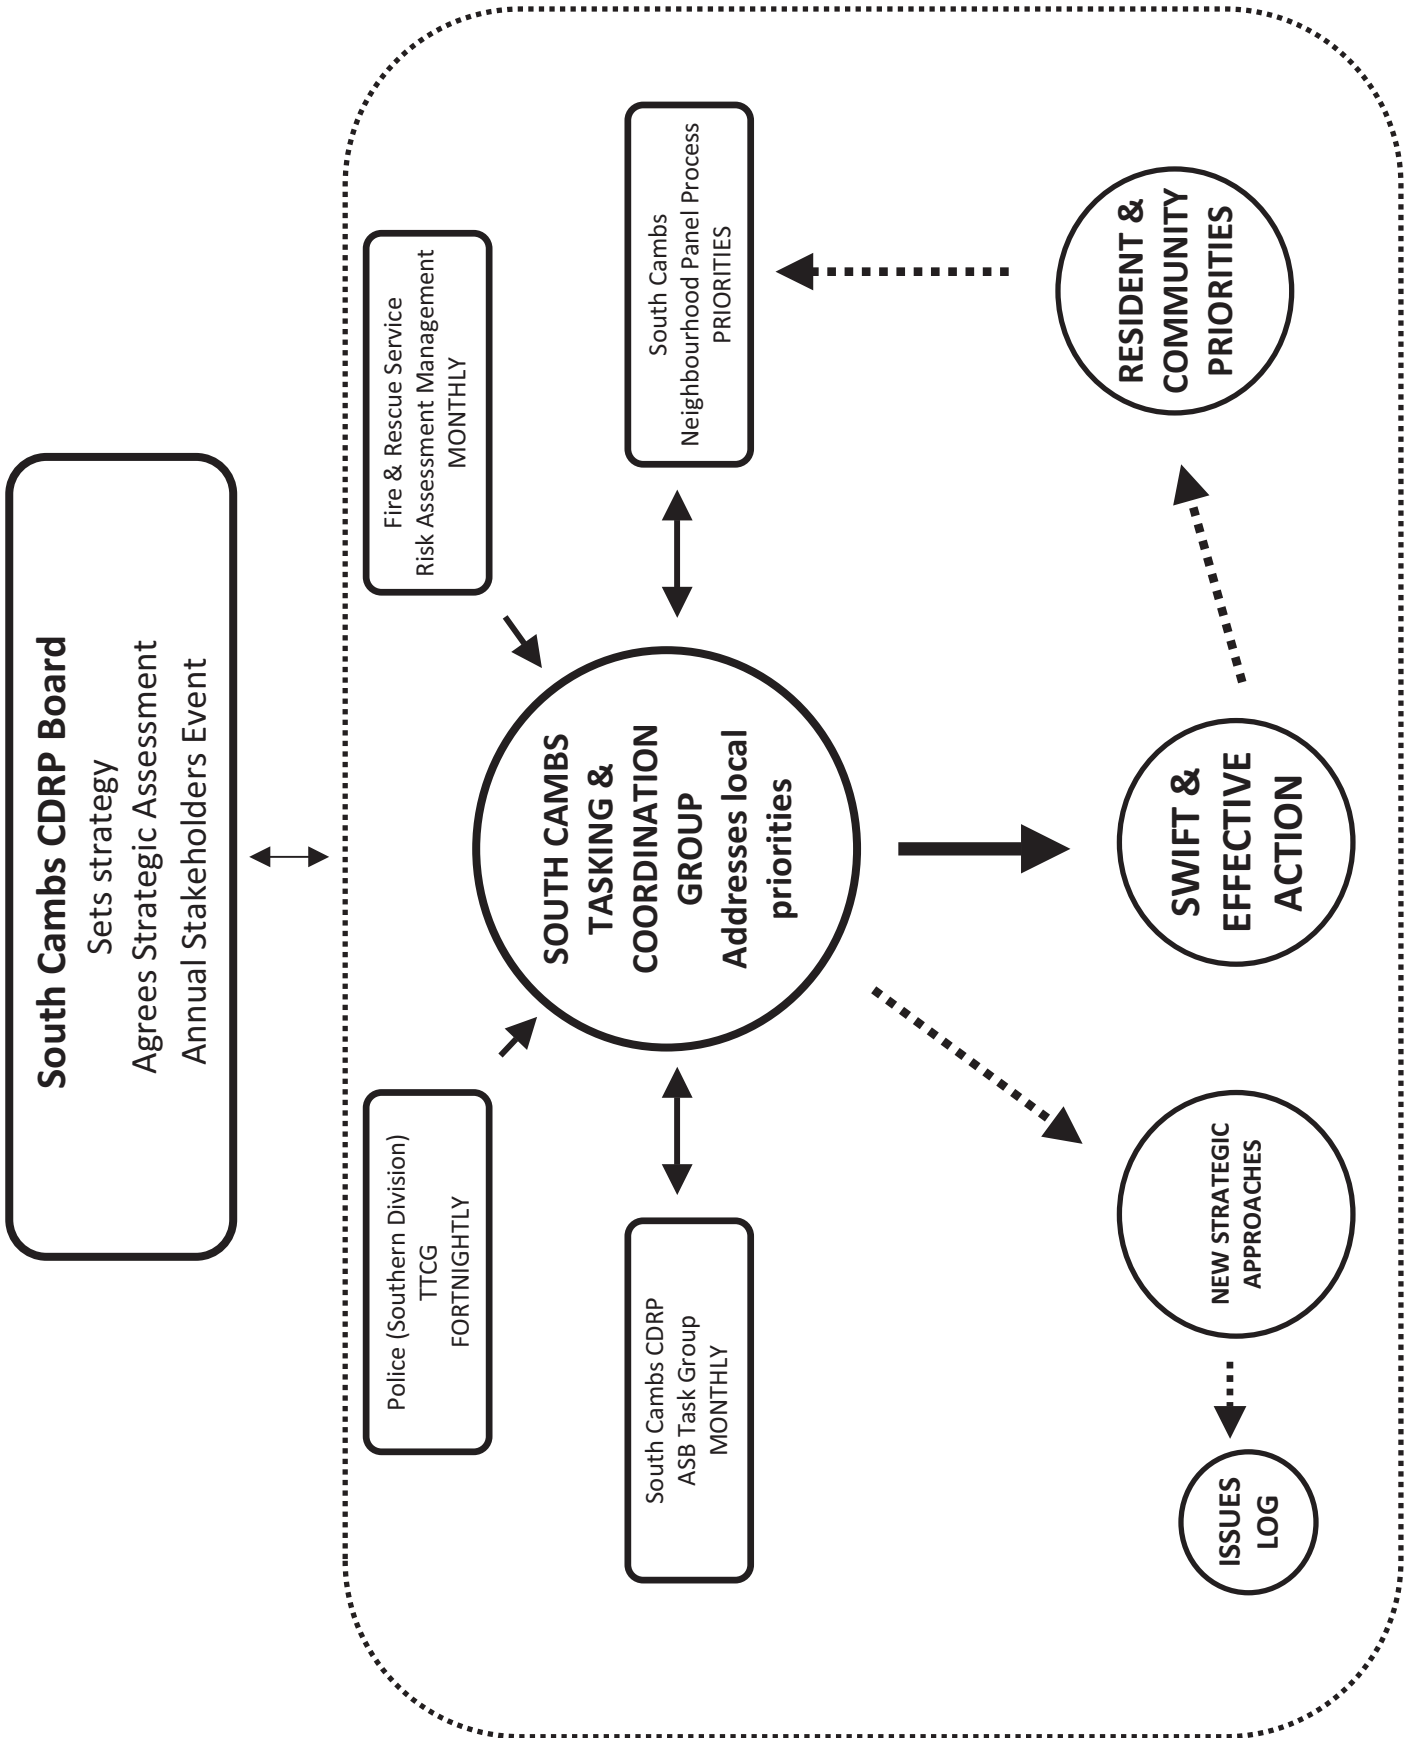 South Cambs CDRP Board
Sets strategy
Agrees Strategic Assessment
Annual Stakeholders Event
Police (Southern Division)
TTCG
FORTNIGHTLY
Fire & Rescue Service
Risk Assessment Management
MONTHLY
South Cambs CDRP
ASB Task Group
MONTHLY
SOUTH CAMBS
TASKING &
COORDINATION
GROUP
Addresses local
priorities
South Cambs
Neighbourhood Panel Process
PRIORITIES
ISSUES
LOG
NEW STRATEGIC
APPROACHES
SWIFT &
EFFECTIVE
ACTION
RESIDENT &
COMMUNITY
PRIORITIES